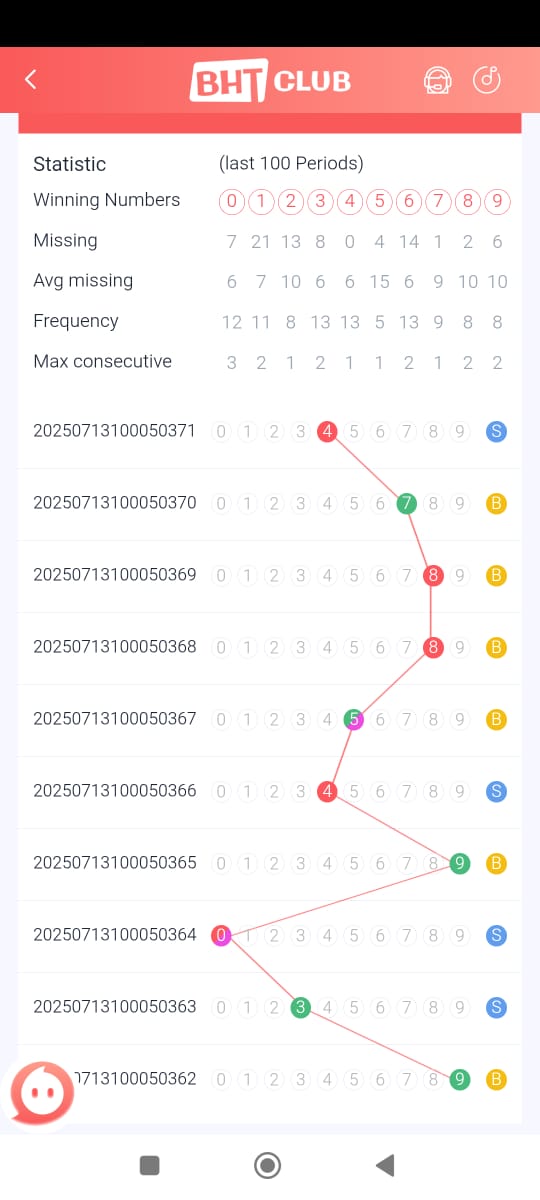 BHT CLUB
Statistic (last 100 Periods)
Winning Numbers 0 1 2 3 4 5 6 7 8 9
Missing 7 21 13 8 0 4 14 1 2 6
Avg missing 6 7 10 6 6 15 6 9 10 10
Frequency 12 11 8 13 13 5 13 9 8 8
Max consecutive 3 2 1 2 1 1 2 1 2 2
20250713100050371 0 1 2 3 4 5 6 7 8 9 S
20250713100050370 0 1 2 3 4 5 6 7 8 9 B
20250713100050369 0 1 2 3 4 5 6 7 8 9 B
20250713100050368 0 1 2 3 4 5 6 7 8 9 B
20250713100050367 0 1 2 3 4 5 6 7 8 9 B
20250713100050366 0 1 2 3 4 5 6 7 8 9 S
20250713100050365 0 1 2 3 4 5 6 7 8 9 B
20250713100050364 0 1 2 3 4 5 6 7 8 9 S
20250713100050363 0 1 2 3 4 5 6 7 8 9 S
0713100050362 0 1 2 3 4 5 6 7 8 9 B